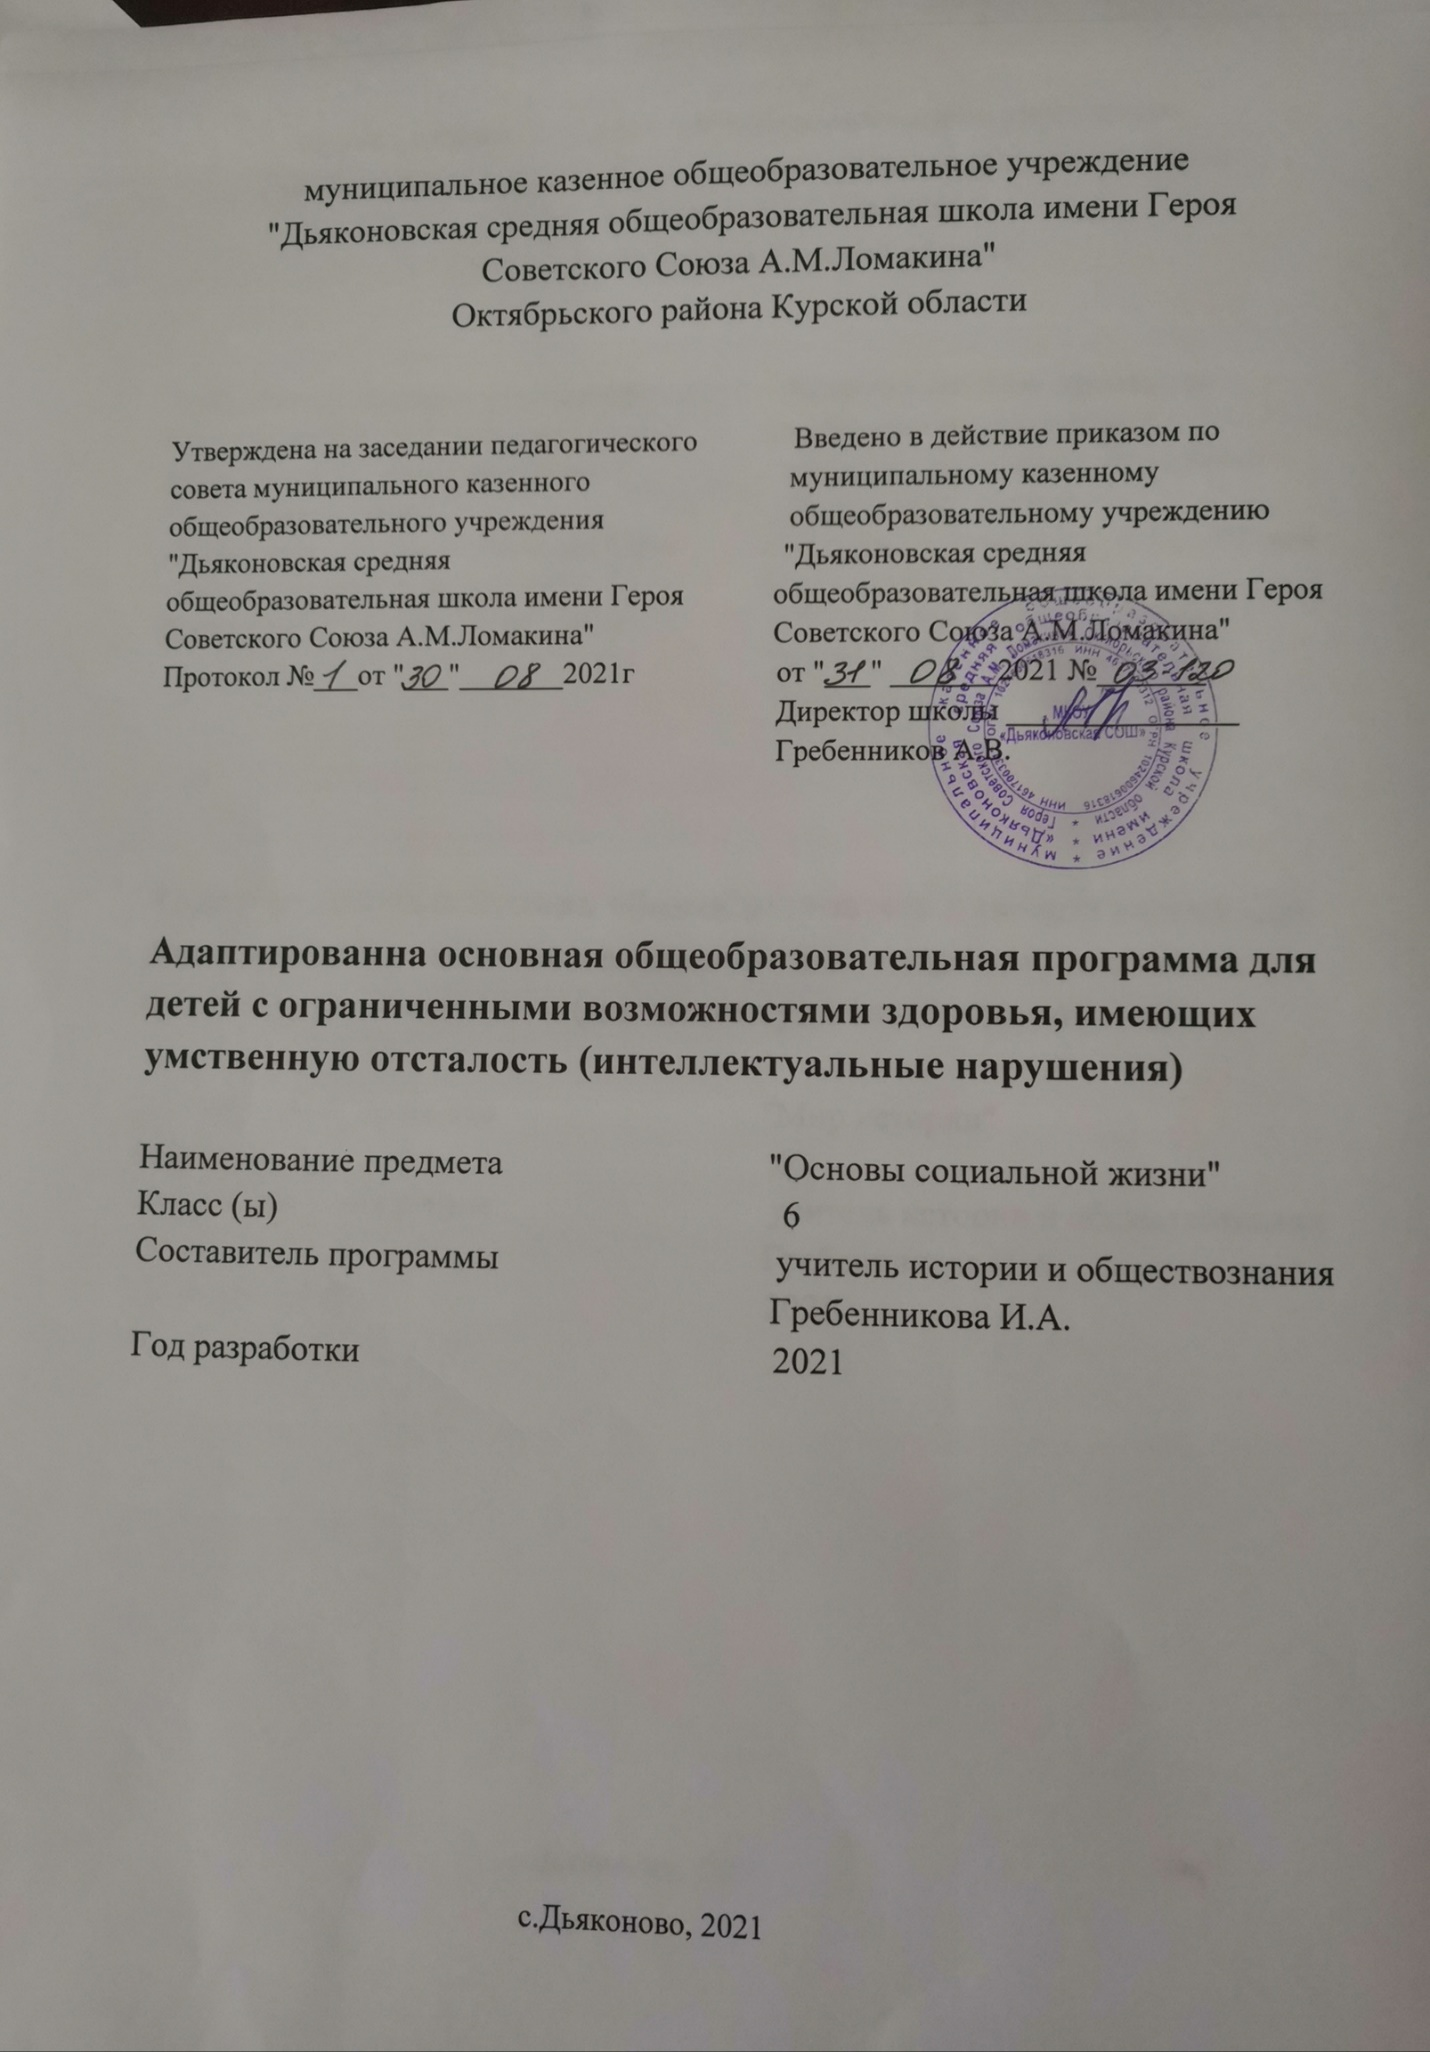 муниципальное казенное общеобразовательное учреждение
"Дьяконовская средняя общеобразовательная школа имени Героя
Советского Союза А.М.Ломакина"
Октябрьского района Курской области
Утверждена на заседании педагогического
совета муниципального казенного
общеобразовательного учреждения
"Дьяконовская средняя
общеобразовательная школа имени Героя
Советского Союза А.М.Ломакина"
Протокол №1 от "30" 08 2021г
Введено в действие приказом по
муниципальному казенному
общеобразовательному учреждению
"Дьяконовская средняя
общеобразовательная школа имени Героя
Советского Союза А.М.Ломакина"
от "31" 08 2021 № 03 120
Директор школы
Гребенников А.В.
«Дьяконовская СОШ»
Адаптированна основная общеобразовательная программа для
детей с ограниченными возможностями здоровья, имеющих
умственную отсталость (интеллектуальные нарушения)
Наименование предмета "Основы социальной жизни"
Класс (ы) 6
Составитель программы учитель истории и обществознания
Гребенникова И.А.
Год разработки 2021
с.Дьяконово, 2021